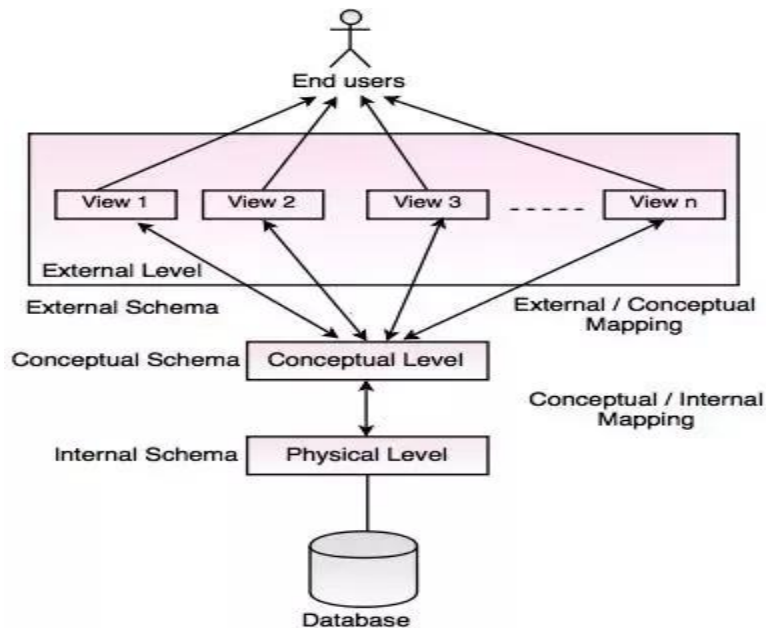 End users
View 1
View 2
View 3
View n
External Level
External Schema
External / Conceptual
Mapping
Conceptual Schema
Conceptual Level
Conceptual / Internal
Mapping
Internal Schema
Physical Level
Database